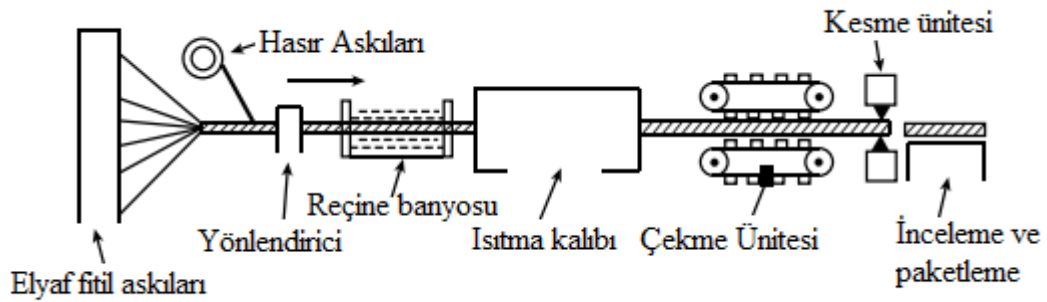 Kesme ünitesi
Hasır Askıları
Reçine banyosu
Yönlendirici
Isıtma kalıbı
Çekme Ünitesi
İnceleme ve
paketleme
Elyaf fitil askıları